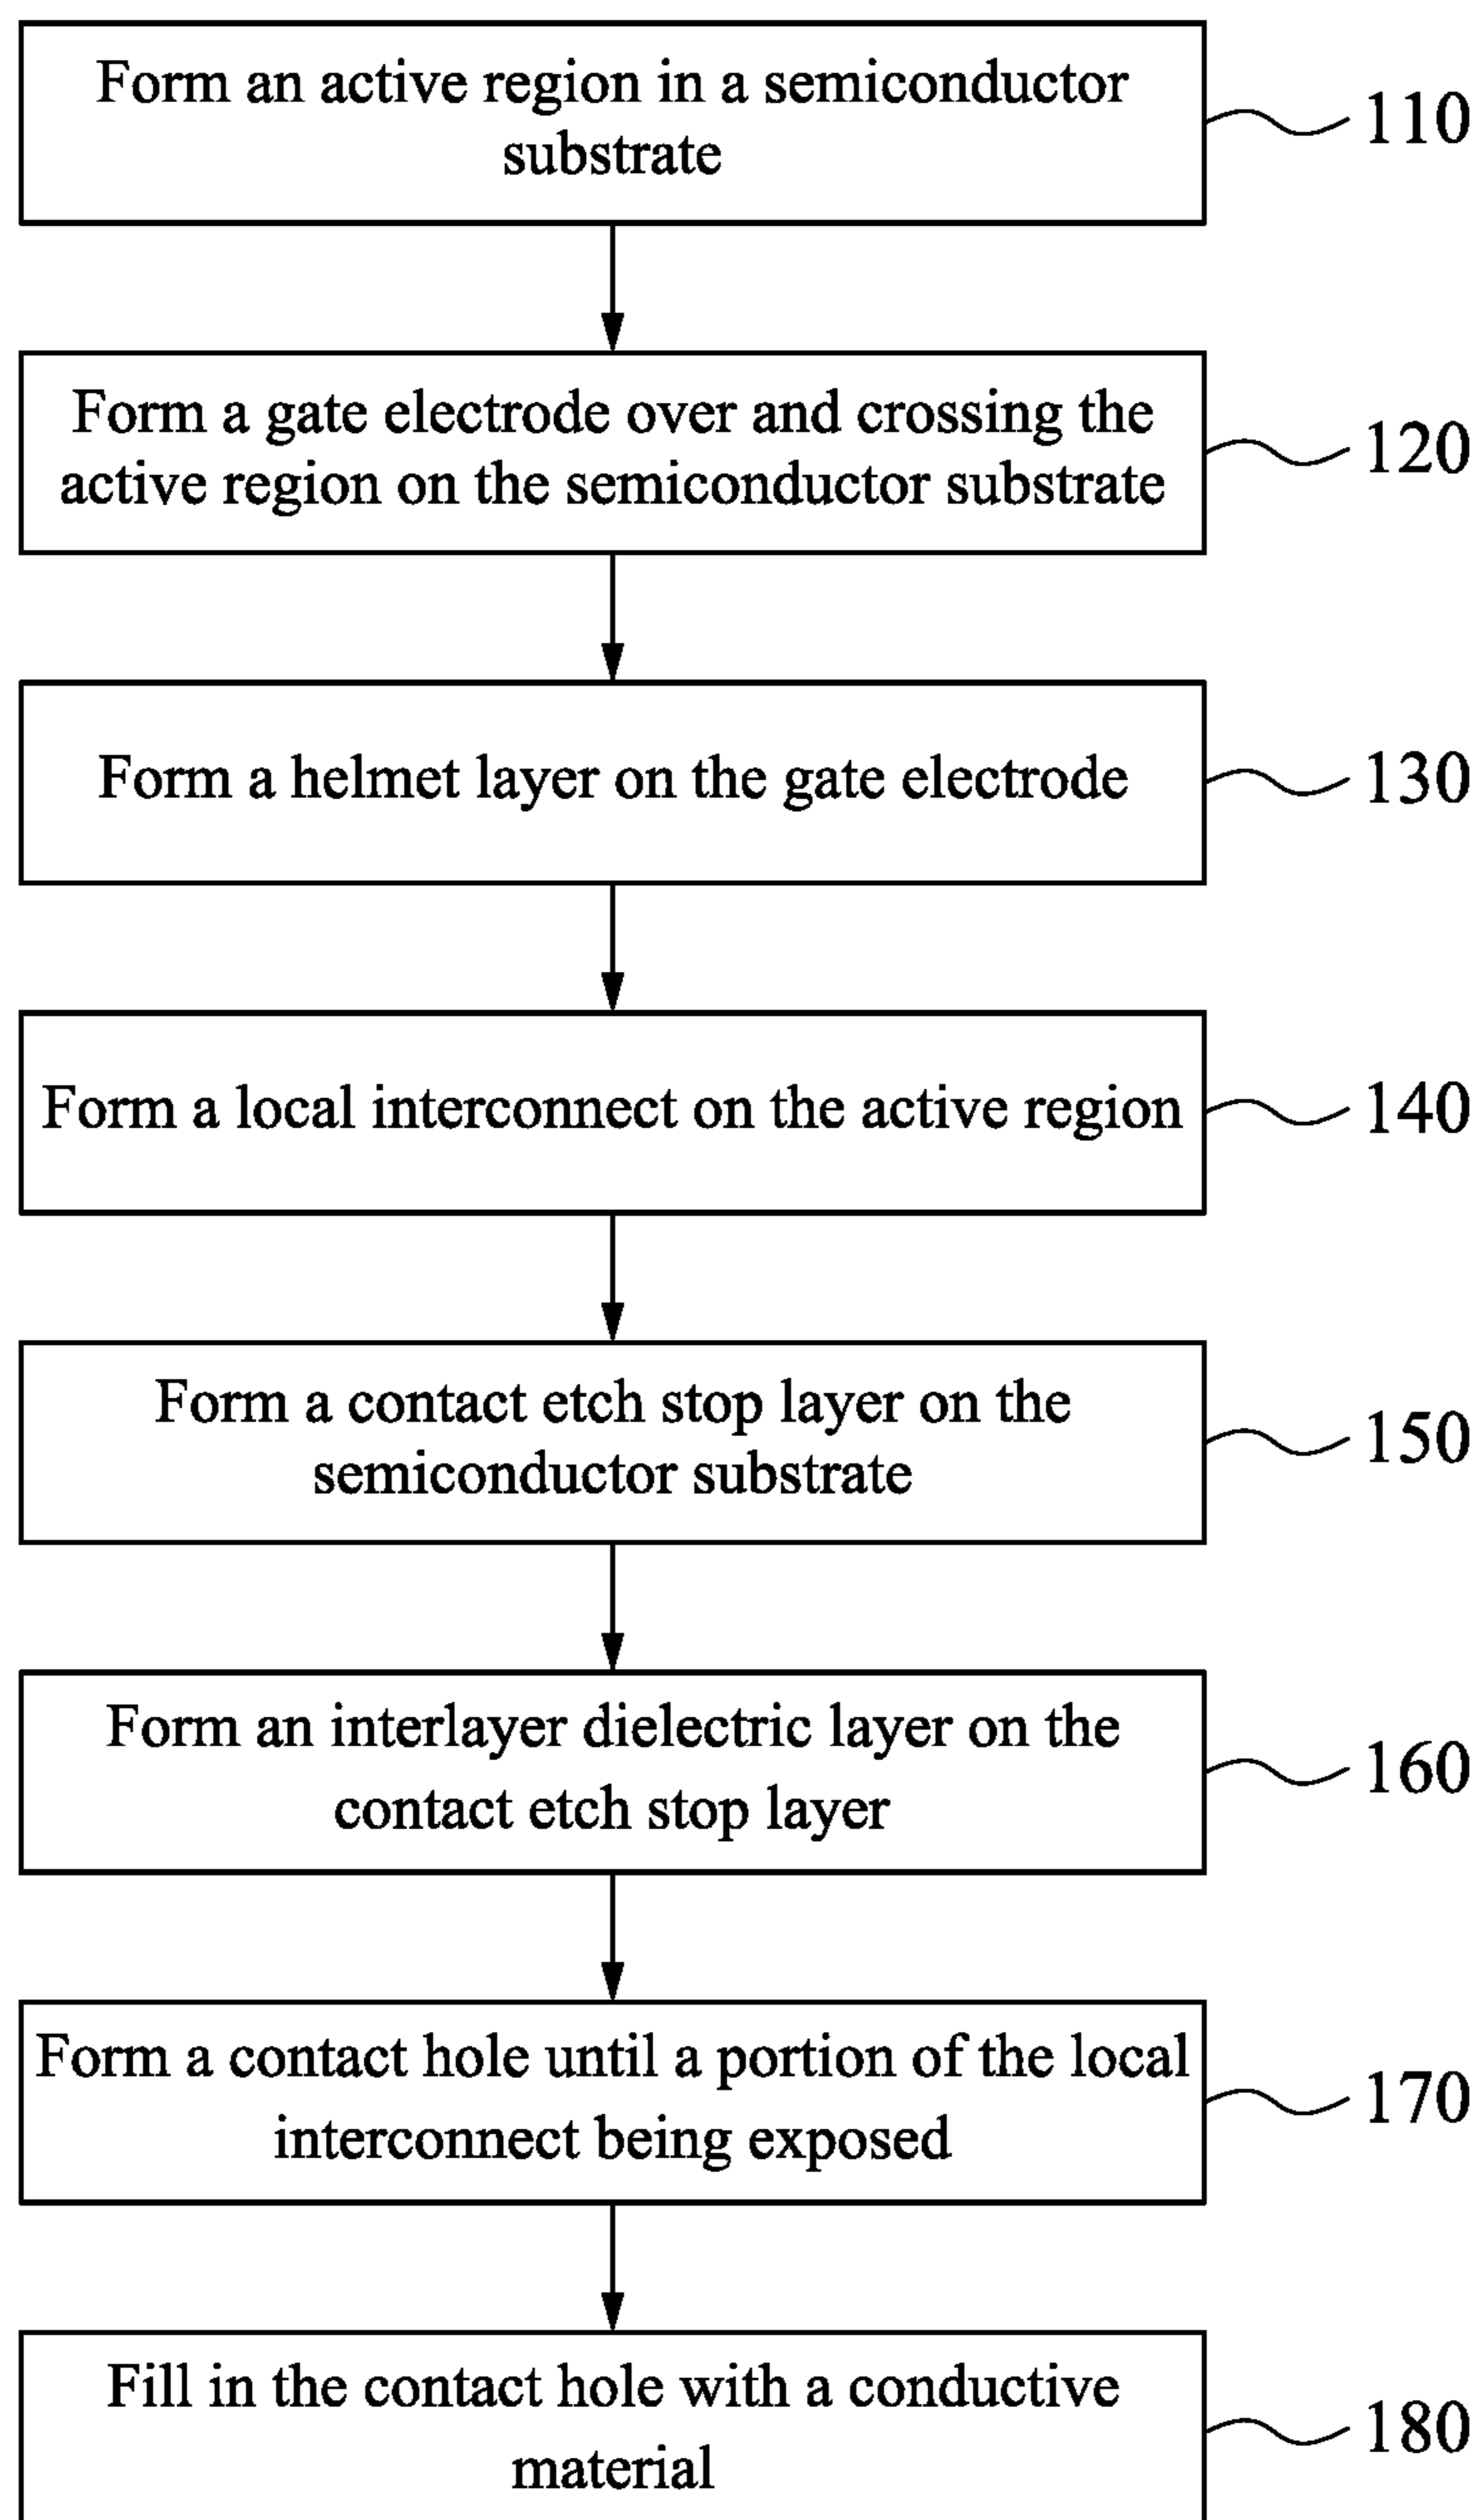 Form an active region in a semiconductor
substrate
110
Form a gate electrode over and crossing the
active region on the semiconductor substrate
120
Form a helmet layer on the gate electrode
130
Form a local interconnect on the active region
140
Form a contact etch stop layer on the
semiconductor substrate
150
Form an interlayer dielectric layer on the
contact etch stop layer
160
Form a contact hole until a portion of the local
interconnect being exposed
170
Fill in the contact hole with a conductive
material
180